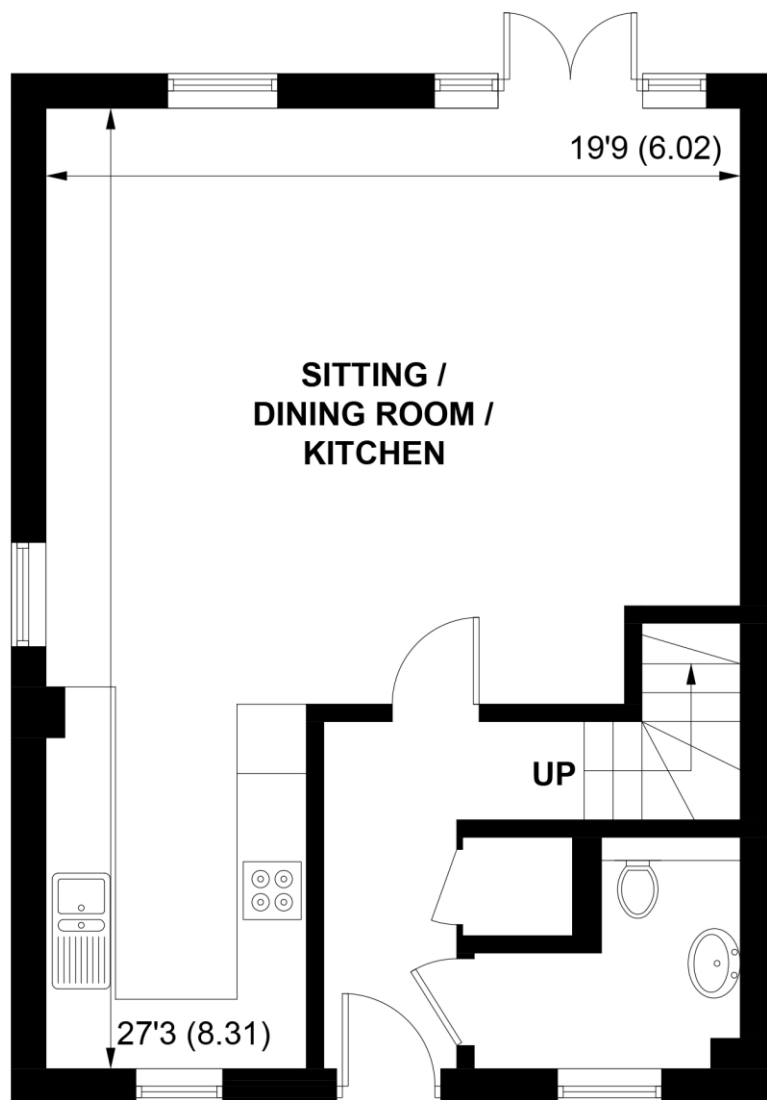 19'9 (6.02)
SITTING /
DINING ROOM /
KITCHEN
UP
27'3 (8.31)